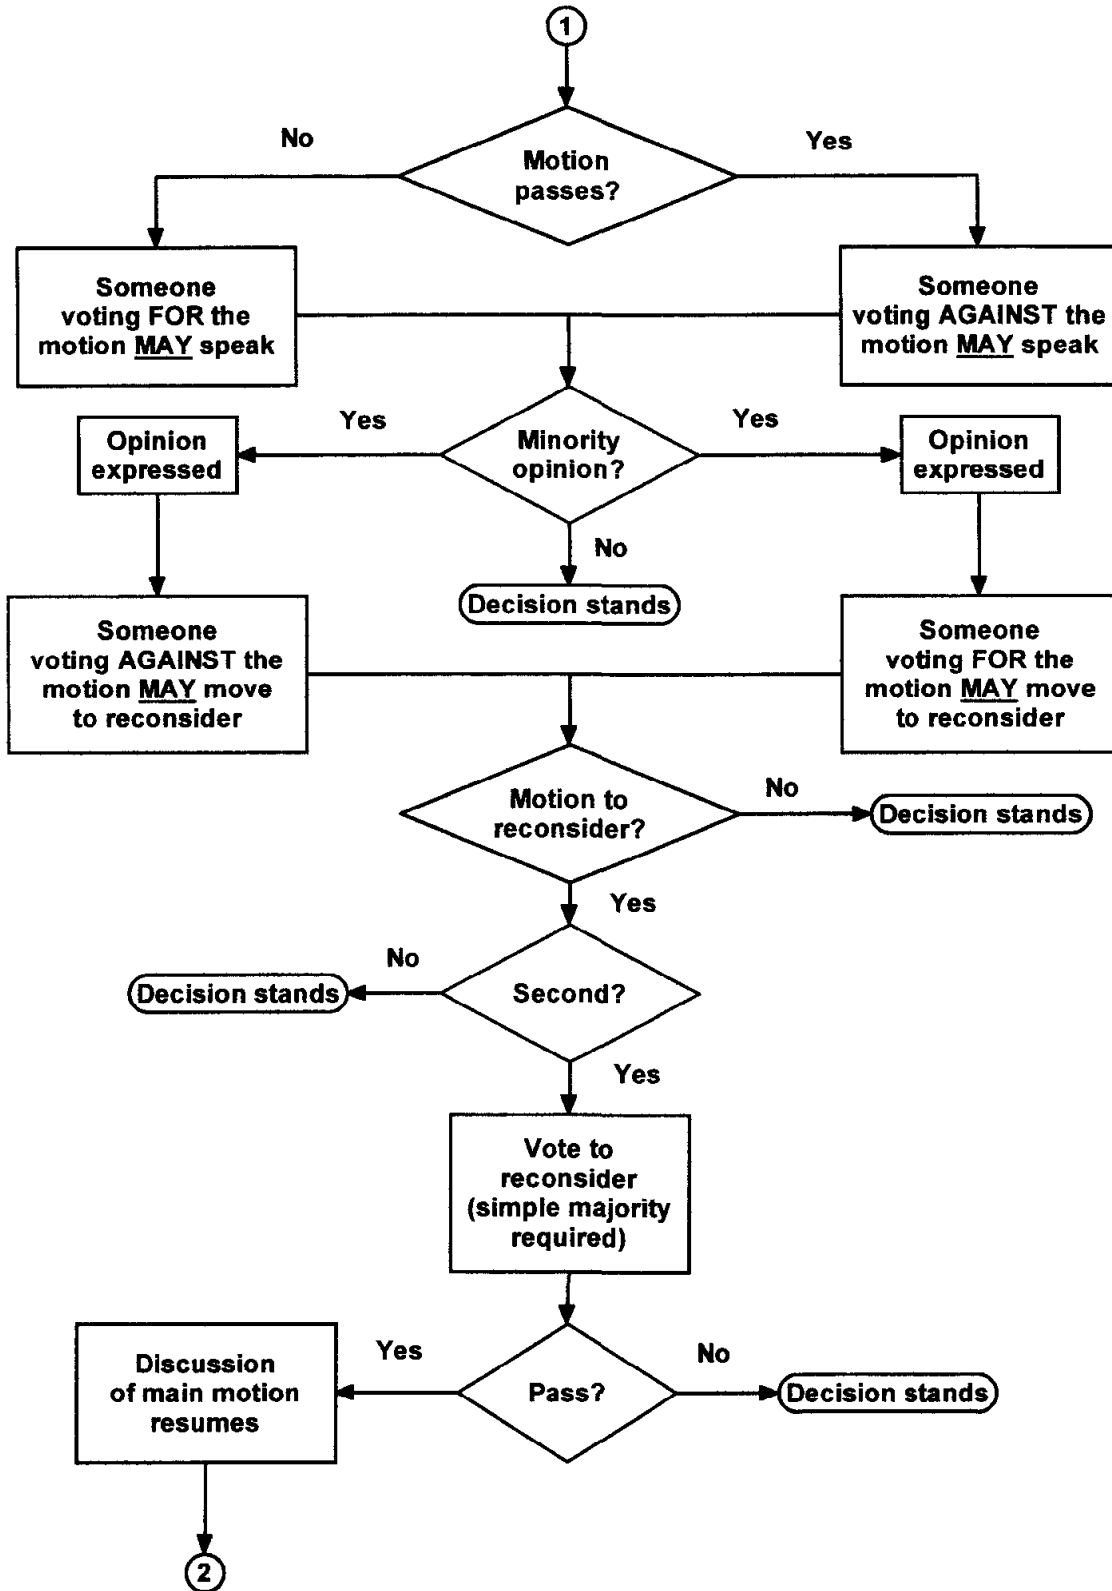 1
No
Yes
Motion
passes?
Someone
voting FOR the
motion MAY speak
Someone
voting AGAINST the
motion MAY speak
Yes
Yes
Opinion
expressed
Minority
opinion?
Opinion
expressed
No
Decision stands
Someone
voting AGAINST the
motion MAY move
to reconsider
Someone
voting FOR the
motion MAY move
to reconsider
Motion to
reconsider?
No
Decision stands
Yes
No
Decision stands
Second?
Yes
Vote to
reconsider
(simple majority
required)
Discussion
of main motion
resumes
Yes
Pass?
No
Decision stands
2